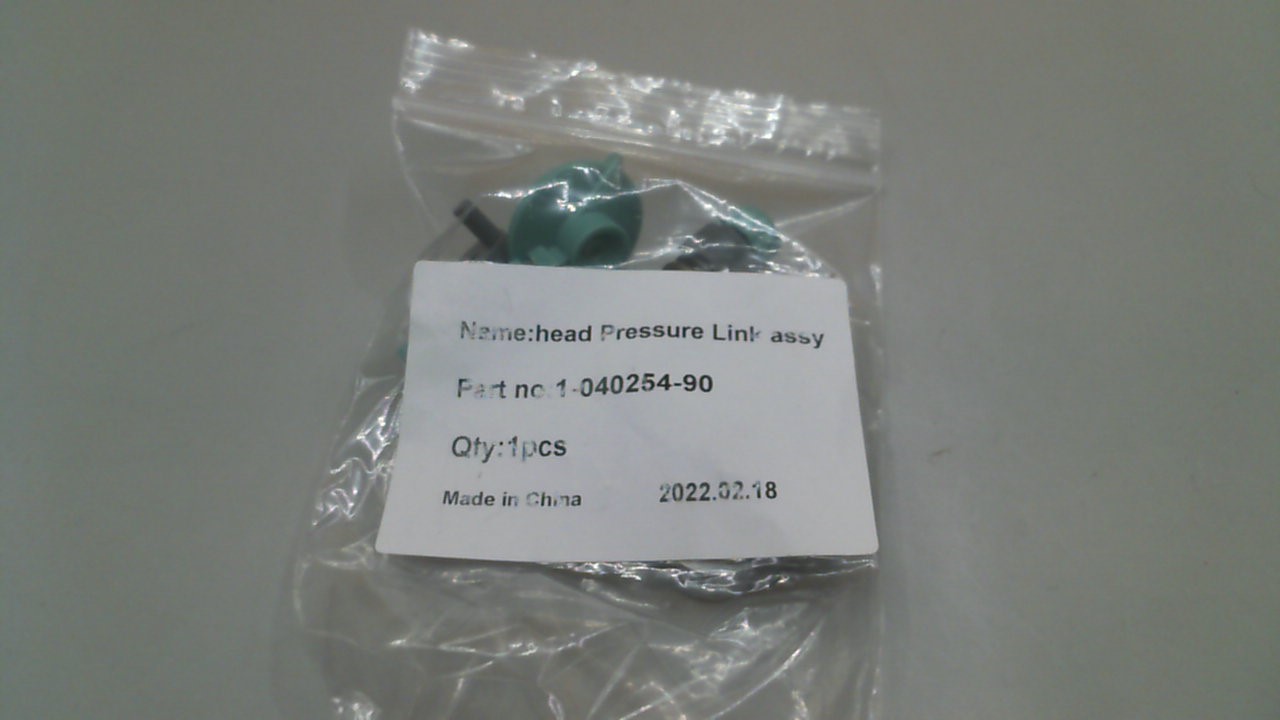 Name:head Pressure Link assy
Part no:1-040254-90
Qty:1pcs
Made in China 2022.02.18